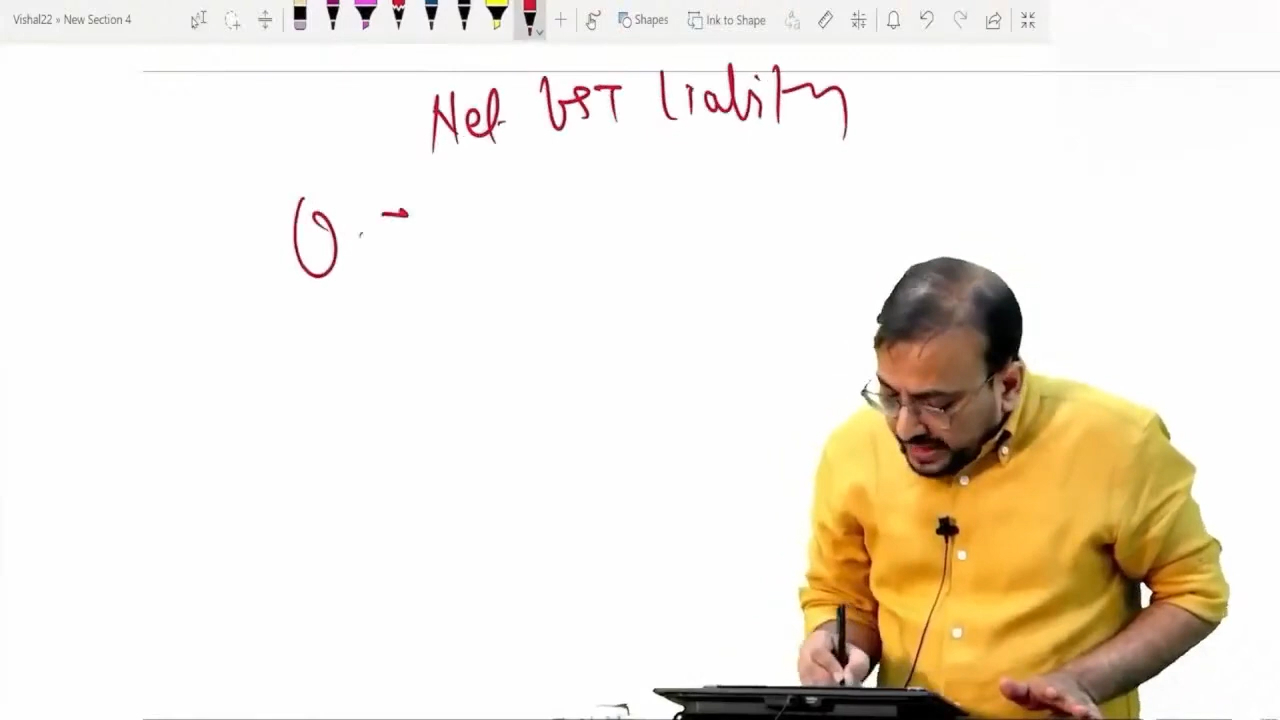 Vishal22 » New Section 4
Shapes
Ink to Shape
Net GST liability
O